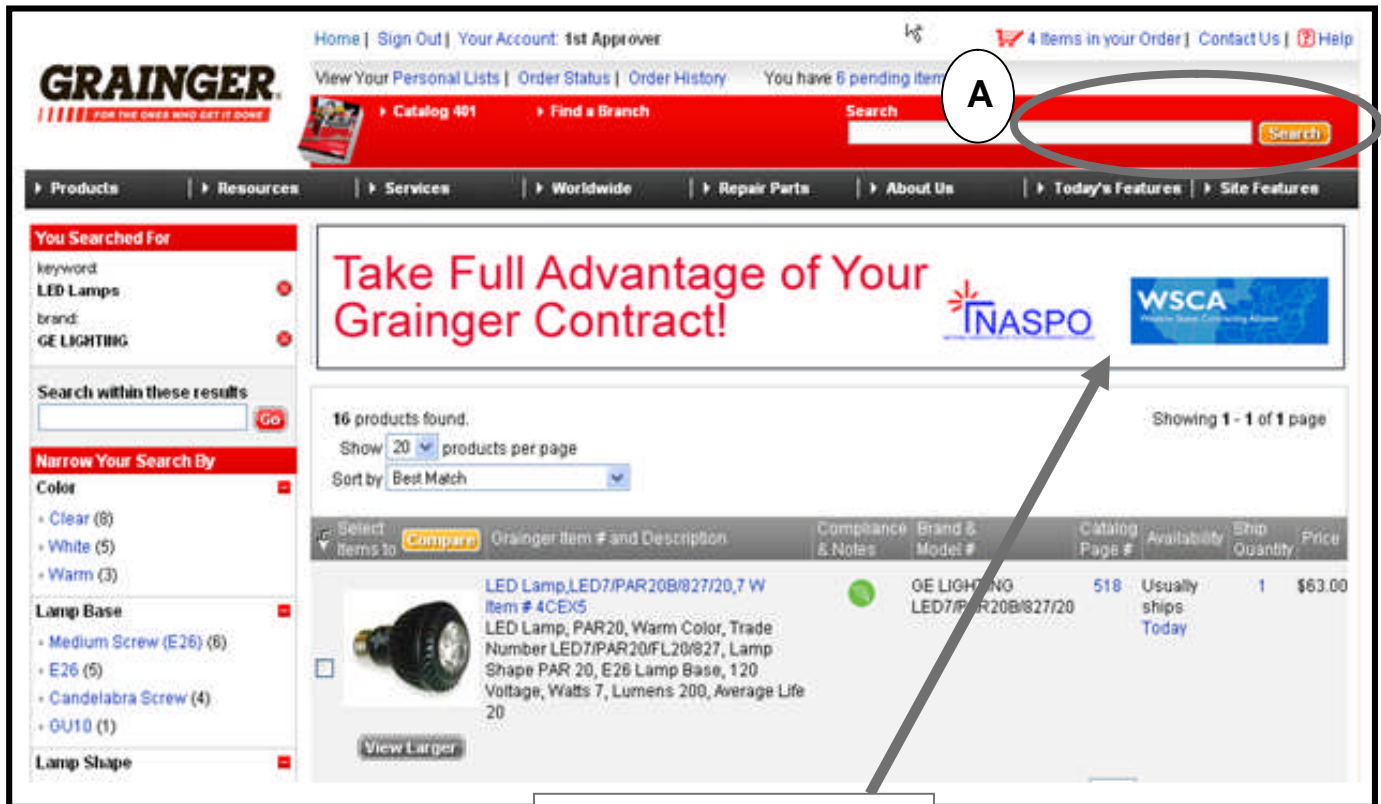 Home | Sign Out | Your Account: 1st Approver
4 Items in your Order | Contact Us | Help
GRAINGER
FOR THE ONES WHO GET IT DONE
View Your Personal Lists | Order Status | Order History You have 6 pending item
A
Catalog 401 Find a Branch
Search
Search
Products Resources Services Worldwide Repair Parts About Us Today's Features Site Features
You Searched For
keyword:
LED Lamps
brand:
GE LIGHTING
Search within these results
Go
Narrow Your Search By
Color
Clear (8)
White (5)
Warm (3)
Lamp Base
Medium Screw (E26) (6)
E26 (5)
Candelabra Screw (4)
GU10 (1)
Lamp Shape
Take Full Advantage of Your
Grainger Contract!
NASPO
WSCA
16 products found.
Showing 1 - 1 of 1 page
Show 20 products per page
Sort by Best Match
Select Items to Compare
Grainger Item # and Description
Compliance & Notes
Brand & Model #
Catalog Page #
Availability
Ship Quantity
Price
LED Lamp,LED7/PAR20B/827/20,7 W
Item # 4CEX5
LED Lamp, PAR20, Warm Color, Trade
Number LED7/PAR20/FL20/827, Lamp
Shape PAR 20, E26 Lamp Base, 120
Voltage, Watts 7, Lumens 200, Average Life
20
View Larger
GE LIGHTING
LED7/PAR20B/827/20
518
Usually
ships
Today
1
$63.00